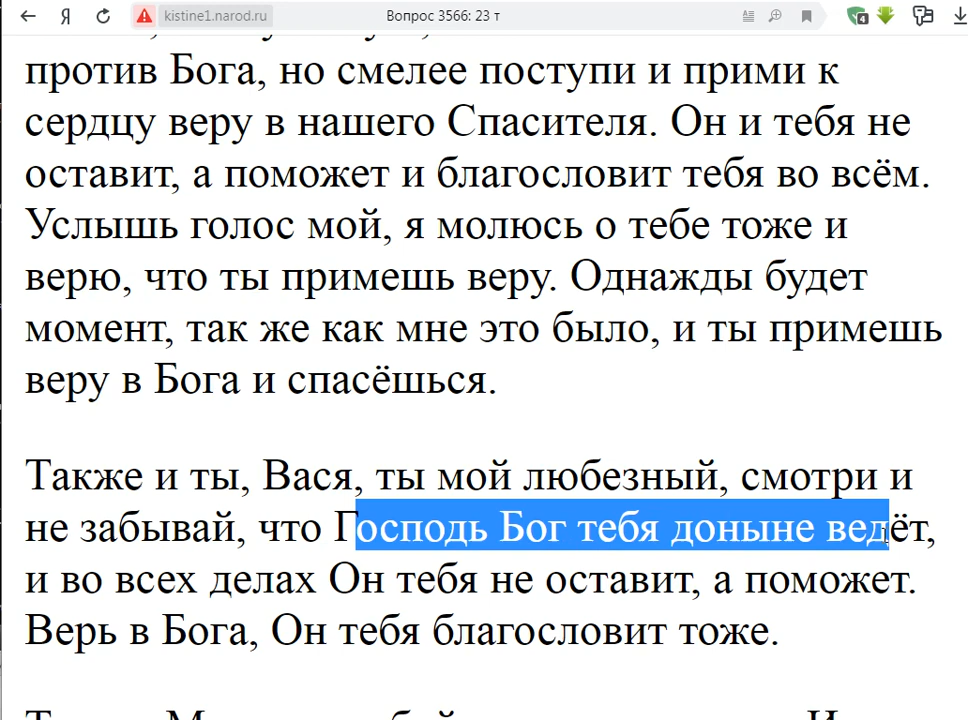 kistine1.narod.ru
Вопрос 3566: 23 т
4
против Бога, но смелее поступи и прими к
сердцу веру в нашего Спасителя. Он и тебя не
оставит, а поможет и благословит тебя во всём.
Услышь голос мой, я молюсь о тебе тоже и
верю, что ты примешь веру. Однажды будет
момент, так же как мне это было, и ты примешь
веру в Бога и спасёшься.
Также и ты, Вася, ты мой любезный, смотри и
не забывай, что Господь Бог тебя доныне ведёт,
и во всех делах Он тебя не оставит, а поможет.
Верь в Бога, Он тебя благословит тоже.